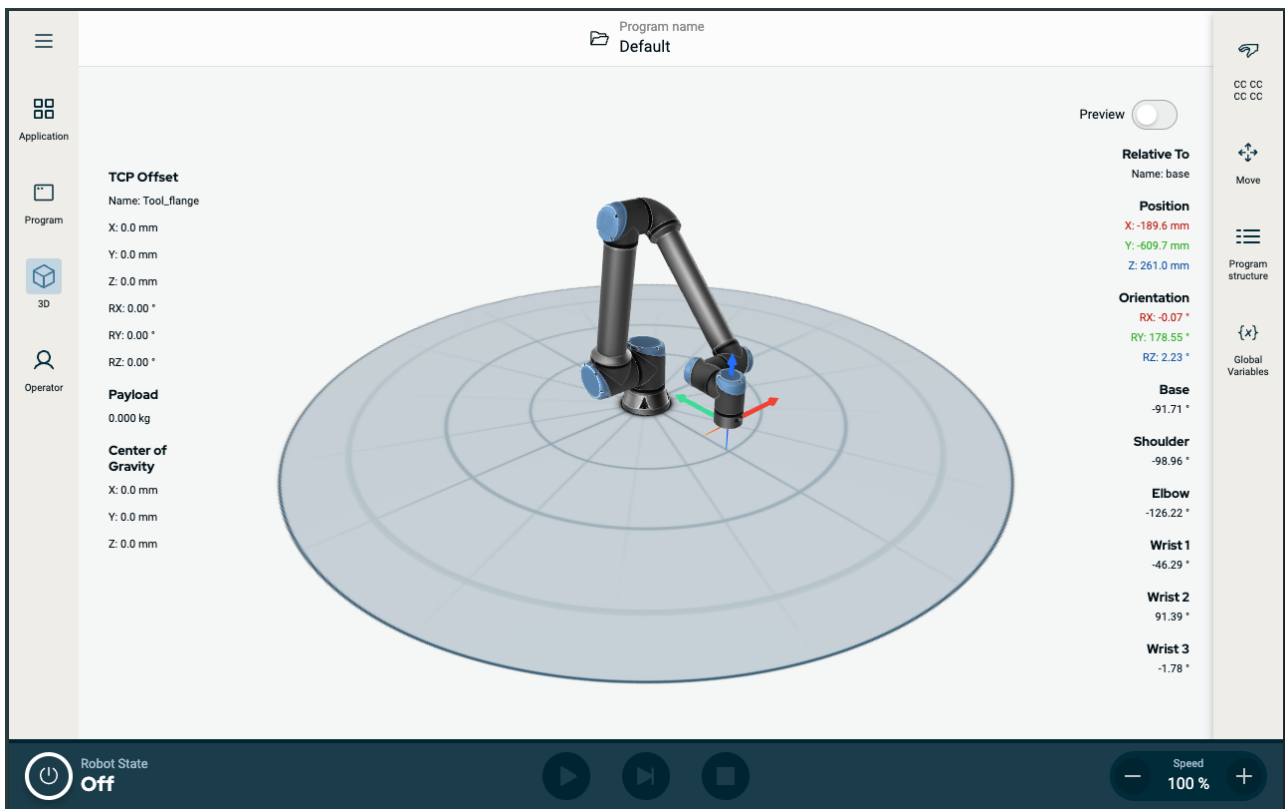 Program name
Default
Application
Program
3D
Operator
TCP Offset
Name: Tool_flange
X: 0.0 mm
Y: 0.0 mm
Z: 0.0 mm
RX: 0.00 °
RY: 0.00 °
RZ: 0.00 °
Payload
0.000 kg
Center of
Gravity
X: 0.0 mm
Y: 0.0 mm
Z: 0.0 mm
Preview
Relative To
Name: base
Position
X: -189.6 mm
Y: -609.7 mm
Z: 261.0 mm
Orientation
RX: -0.07 °
RY: 178.55 °
RZ: 2.23 °
Base
-91.71 °
Shoulder
-98.96 °
Elbow
-126.22 °
Wrist 1
-46.29 °
Wrist 2
91.39 °
Wrist 3
-1.78 °
CC CC
CC CC
Move
Program
structure
{x}
Global
Variables
Robot State
Off
Speed
100 %